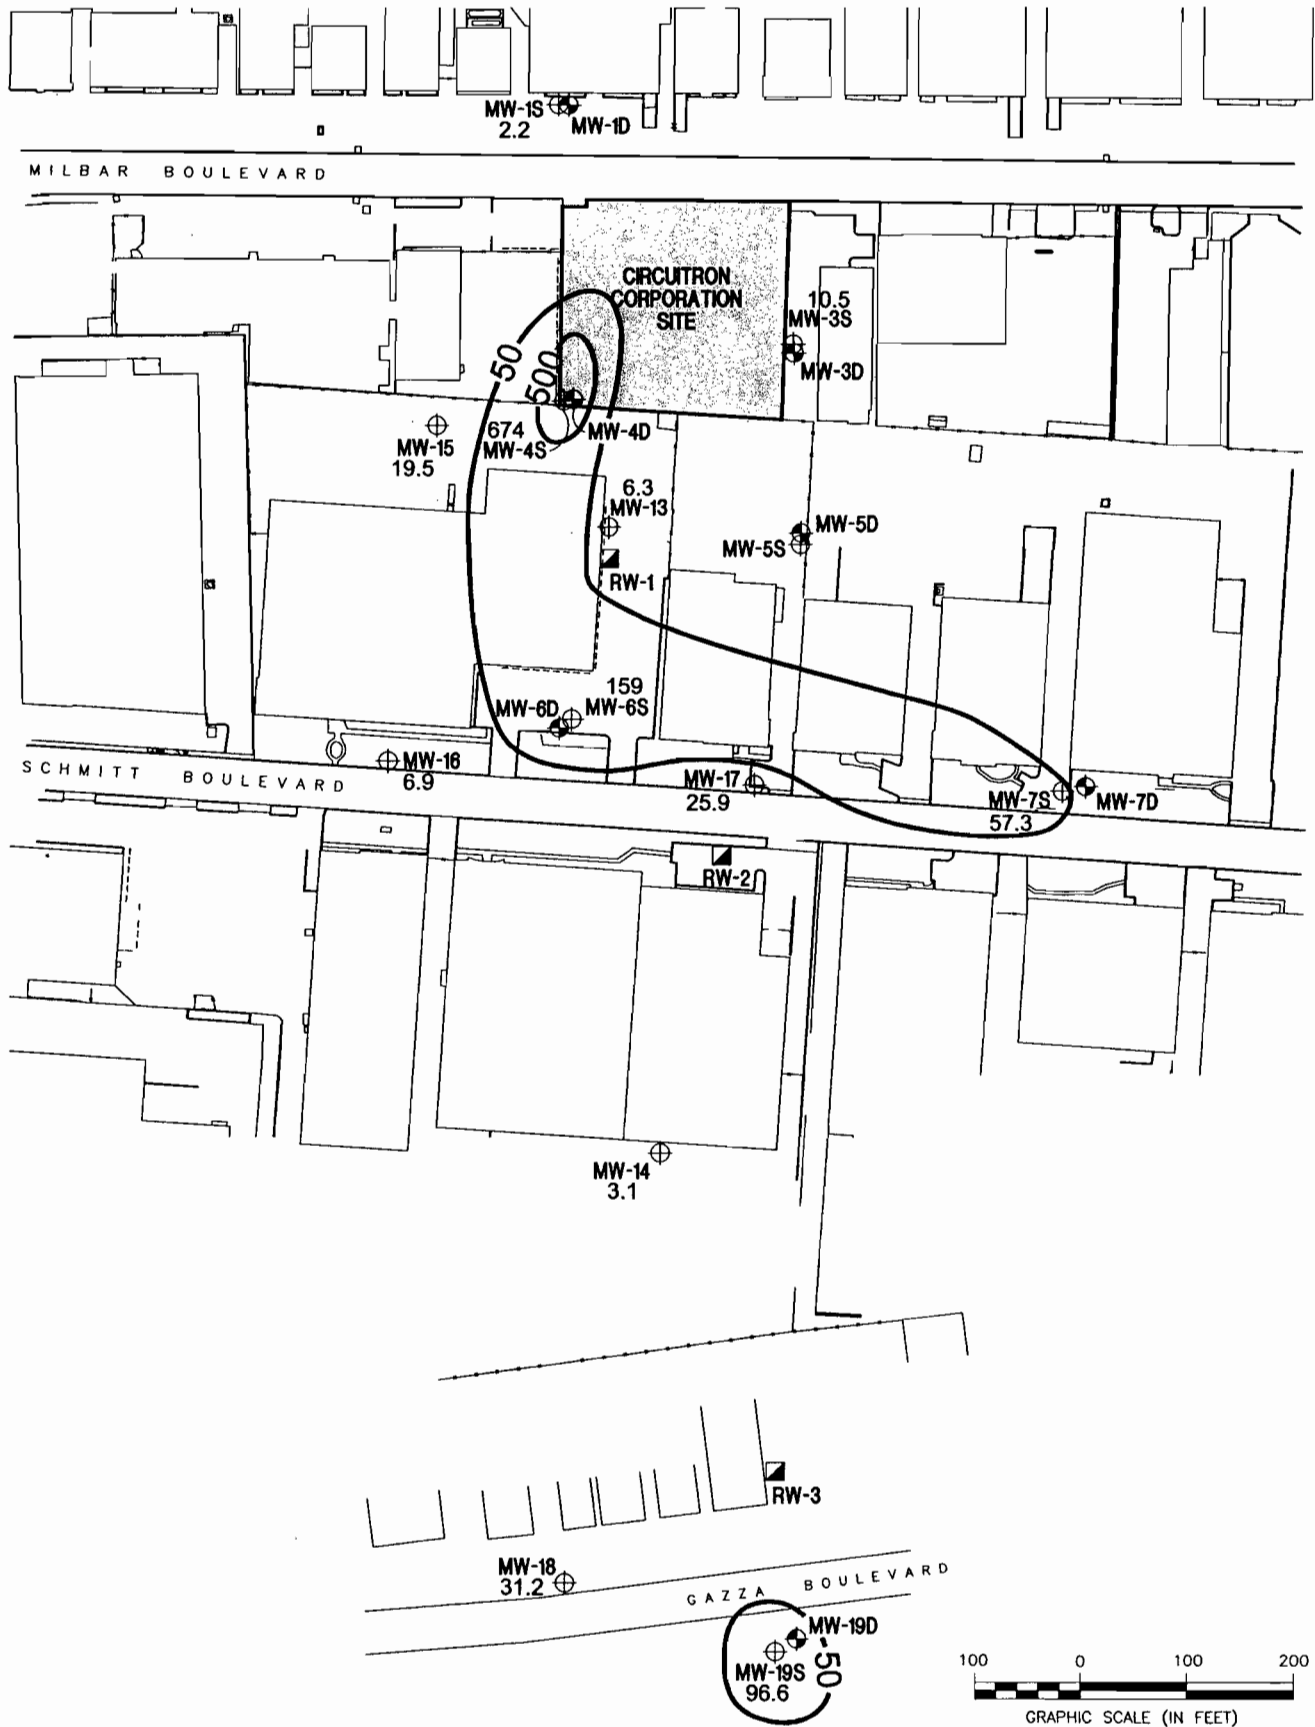 MW-1S
2.2
MW-1D
MILBAR BOULEVARD
CIRCUITRON
CORPORATION
SITE
10.5
MW-3S
MW-3D
50
500
MW-15
19.5
674
MW-4S
MW-4D
6.3
MW-13
RW-1
MW-5D
MW-5S
159
MW-6D
MW-6S
MW-16
6.9
SCHMITT BOULEVARD
MW-17
25.9
MW-7S
57.3
MW-7D
RW-2
MW-14
3.1
RW-3
MW-18
31.2
GAZZA BOULEVARD
MW-19D
50
MW-19S
96.6
100 0 100 200
GRAPHIC SCALE (IN FEET)